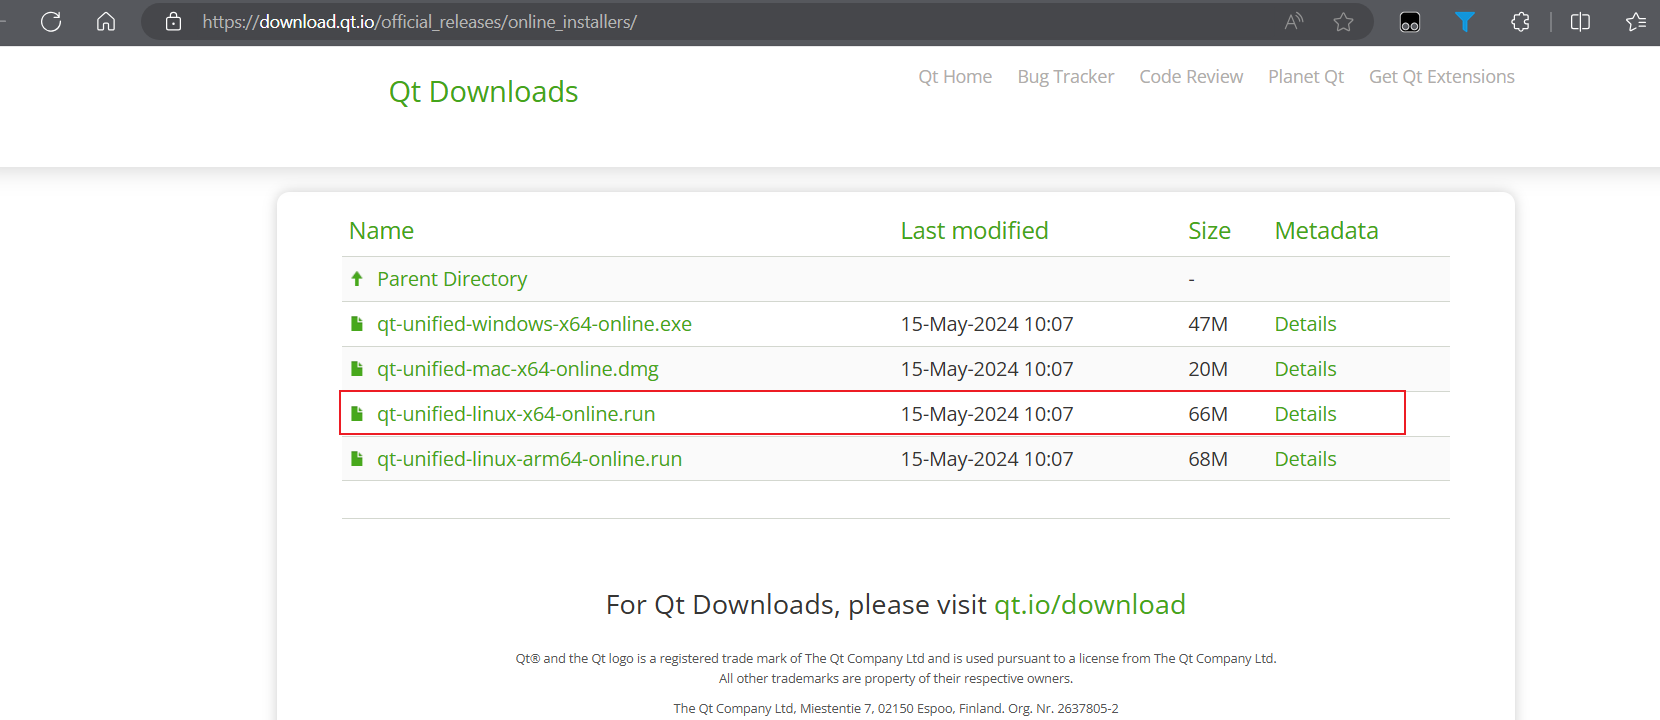 https://download.qt.io/official_releases/online_installers/
Qt Downloads
Qt Home Bug Tracker Code Review Planet Qt Get Qt Extensions
Name Last modified Size Metadata
Parent Directory -
qt-unified-windows-x64-online.exe 15-May-2024 10:07 47M Details
qt-unified-mac-x64-online.dmg 15-May-2024 10:07 20M Details
qt-unified-linux-x64-online.run 15-May-2024 10:07 66M Details
qt-unified-linux-arm64-online.run 15-May-2024 10:07 68M Details
For Qt Downloads, please visit qt.io/download
Qt® and the Qt logo is a registered trade mark of The Qt Company Ltd and is used pursuant to a license from The Qt Company Ltd.
All other trademarks are property of their respective owners.
The Qt Company Ltd, Miestentie 7, 02150 Espoo, Finland. Org. Nr. 2637805-2